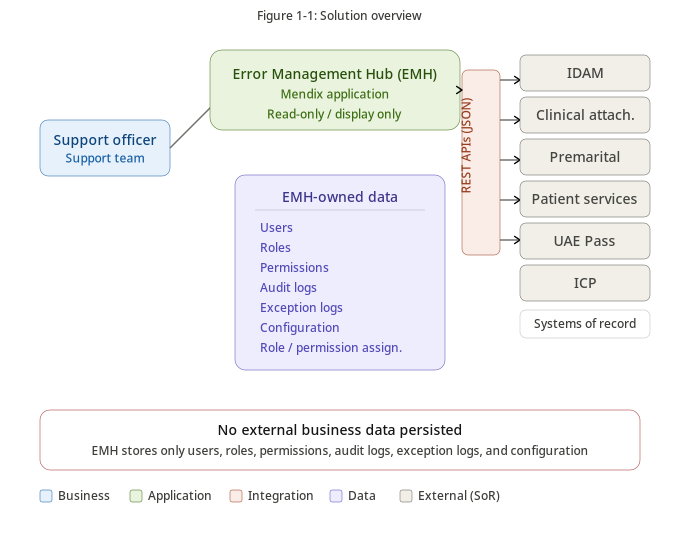 Figure 1-1: Solution overview
Error Management Hub (EMH)
Mendix application
Read-only / display only
Support officer
Support team
REST APIs (JSON)
IDAM
Clinical attach.
Premarital
Patient services
UAE Pass
ICP
Systems of record
EMH-owned data
Users
Roles
Permissions
Audit logs
Exception logs
Configuration
Role / permission assign.
No external business data persisted
EMH stores only users, roles, permissions, audit logs, exception logs, and configuration
Business
Application
Integration
Data
External (SoR)